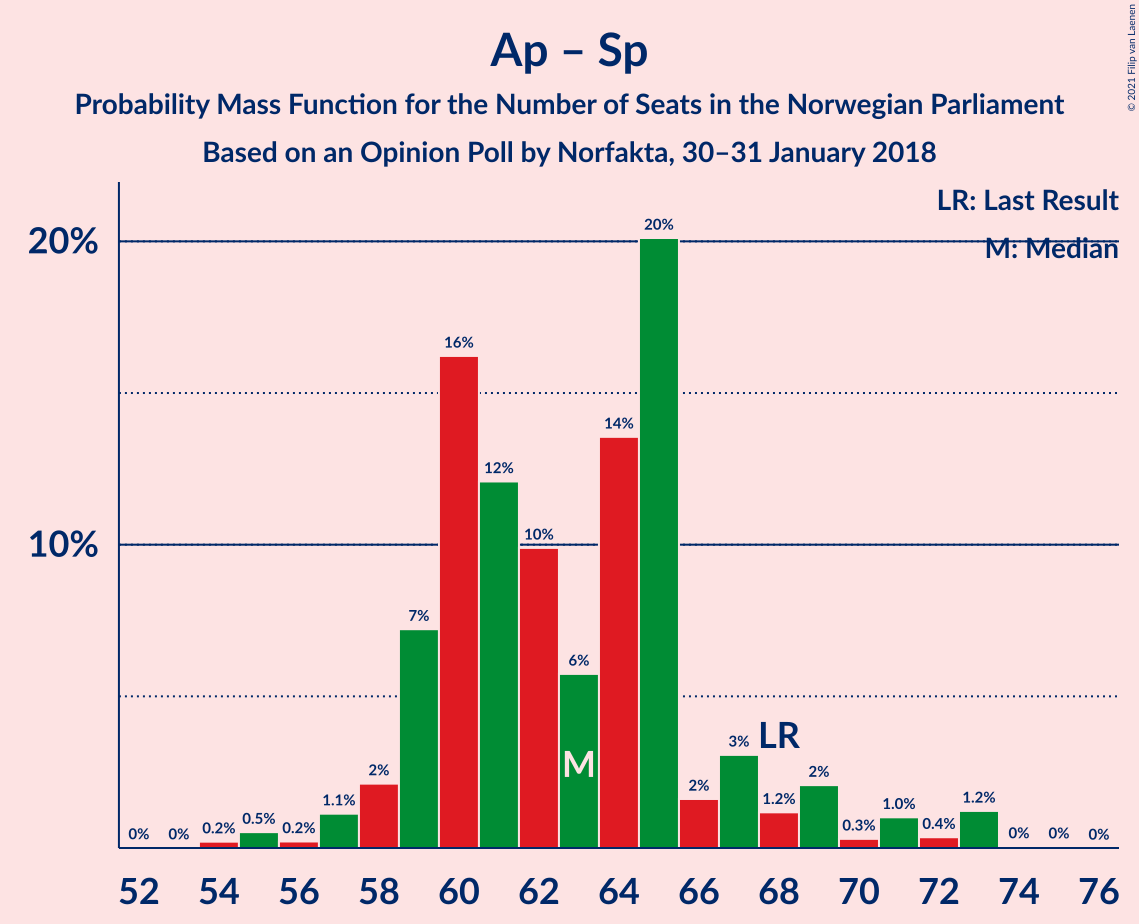 Ap – Sp
Probability Mass Function for the Number of Seats in the Norwegian Parliament
Based on an Opinion Poll by Norfakta, 30–31 January 2018
© 2021 Filip van Laenen
LR: Last Result
M: Median
20%
10%
0% 0% 0.2% 0.5% 0.2% 1.1% 2% 7% 16% 12% 10% 6% 14% 20% 2% 3% 1.2% 2% 0.3% 1.0% 0.4% 1.2% 0% 0% 0%
LR
M
52 54 56 58 60 62 64 66 68 70 72 74 76